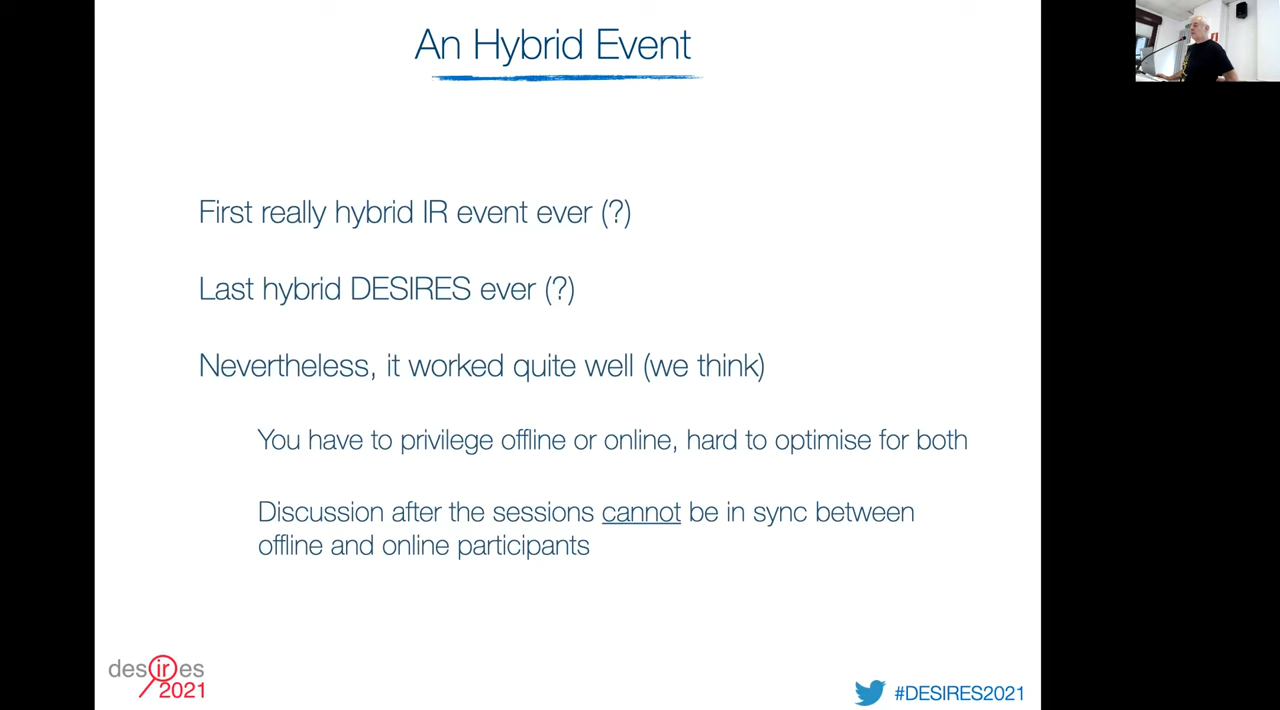 An Hybrid Event
First really hybrid IR event ever (?)
Last hybrid DESIRES ever (?)
Nevertheless, it worked quite well (we think)
You have to privilege offline or online, hard to optimise for both
Discussion after the sessions cannot be in sync between
offline and online participants
desires
2021
#DESIRES2021